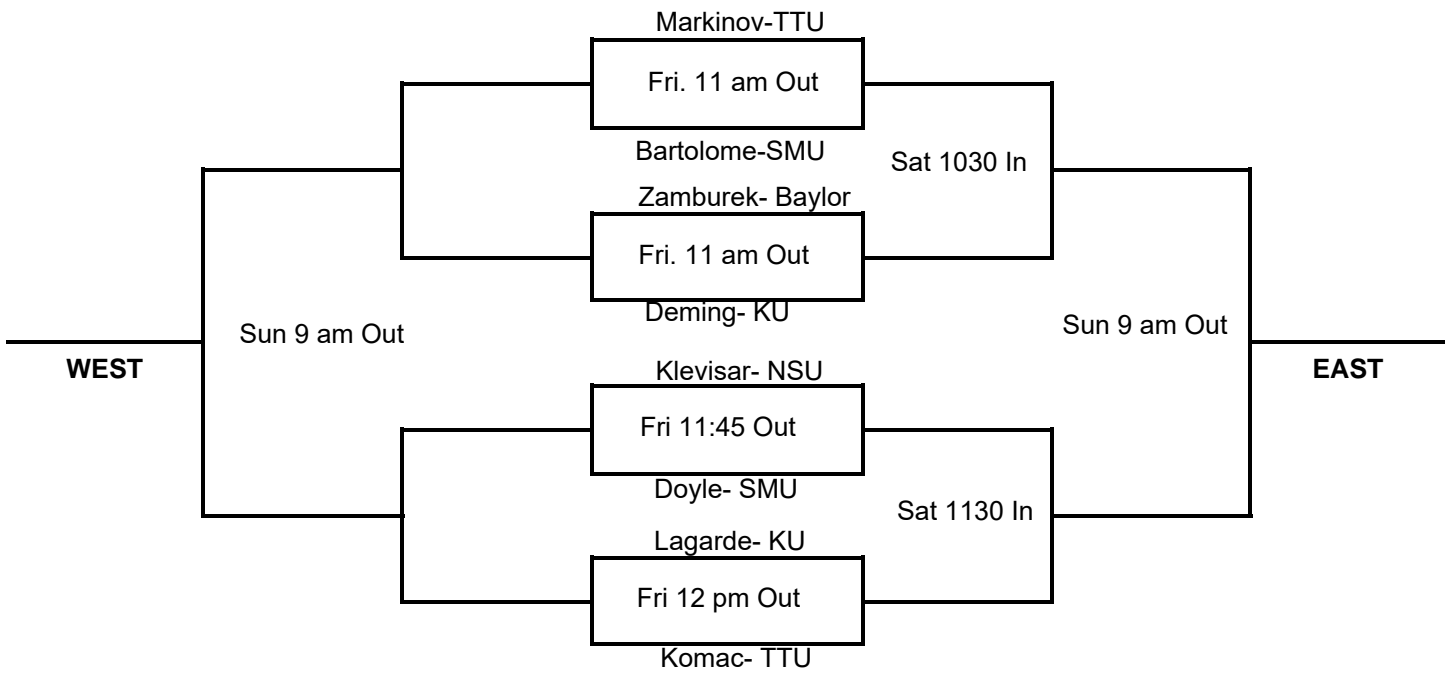 Markinov-TTU
Fri. 11 am Out
Bartolome-SMU
Sat 1030 In
Zamburek- Baylor
Fri. 11 am Out
Deming- KU
Sun 9 am Out
Sun 9 am Out
WEST
EAST
Klevisar- NSU
Fri 11:45 Out
Doyle- SMU
Sat 1130 In
Lagarde- KU
Fri 12 pm Out
Komac- TTU